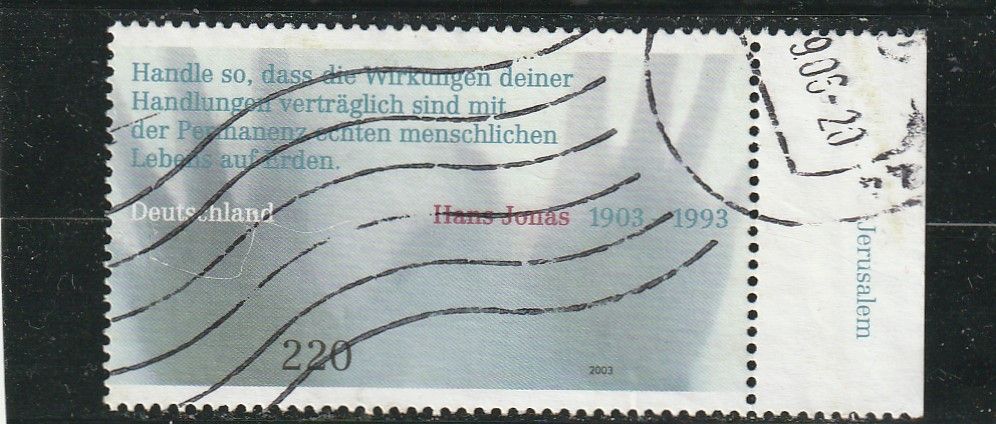 Handle so, dass die Wirkungen deiner
Handlungen verträglich sind mit
der Permanenz echten menschlichen
Lebens auf Erden.
Deutschland
Hans Jonas 1903 - 1993
220
2003
Jerusalem